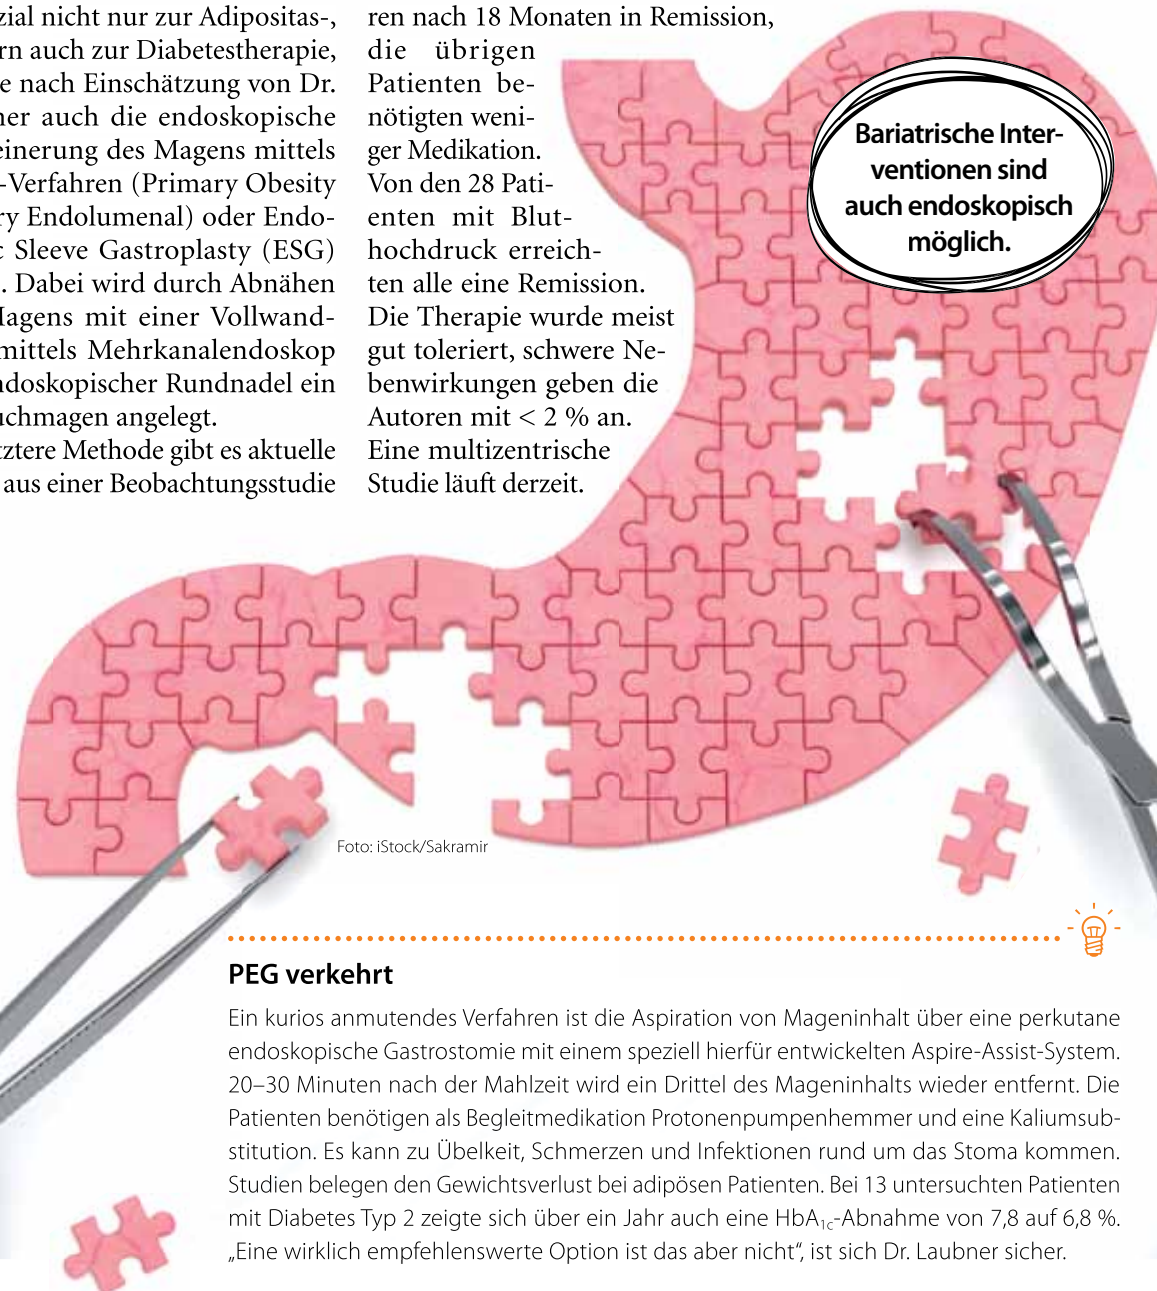 zial nicht nur zur Adipositas-,
rn auch zur Diabetestherapie,
e nach Einschätzung von Dr.
ner auch die endoskopische
einerung des Magens mittels
-Verfahren (Primary Obesity
ry Endolumenal) oder Endo-
c Sleeve Gastroplasty (ESG)
. Dabei wird durch Abnähen
Magens mit einer Vollwand-
mittels Mehrkanalendoskop
ndoskopischer Rundnadel ein
uchmagen angelegt.
tztere Methode gibt es aktuelle
aus einer Beobachtungsstudie
ren nach 18 Monaten in Remission,
die übrigen
Patienten be-
nötigten weni-
ger Medikation.
Von den 28 Pati-
enten mit Blut-
hochdruck erreich-
ten alle eine Remission.
Die Therapie wurde meist
gut toleriert, schwere Ne-
benwirkungen geben die
Autoren mit < 2 % an.
Eine multizentrische
Studie läuft derzeit.
Bariatrische Inter-
ventionen sind
auch endoskopisch
möglich.
Foto: iStock/Sakramir
PEG verkehrt
Ein kurios anmutendes Verfahren ist die Aspiration von Mageninhalt über eine perkutane
endoskopische Gastrostomie mit einem speziell hierfür entwickelten Aspire-Assist-System.
20–30 Minuten nach der Mahlzeit wird ein Drittel des Mageninhalts wieder entfernt. Die
Patienten benötigen als Begleitmedikation Protonenpumpenhemmer und eine Kaliumsub-
stitution. Es kann zu Übelkeit, Schmerzen und Infektionen rund um das Stoma kommen.
Studien belegen den Gewichtsverlust bei adipösen Patienten. Bei 13 untersuchten Patienten
mit Diabetes Typ 2 zeigte sich über ein Jahr auch eine HbA1c-Abnahme von 7,8 auf 6,8 %.
„Eine wirklich empfehlenswerte Option ist das aber nicht“, ist sich Dr. Laubner sicher.